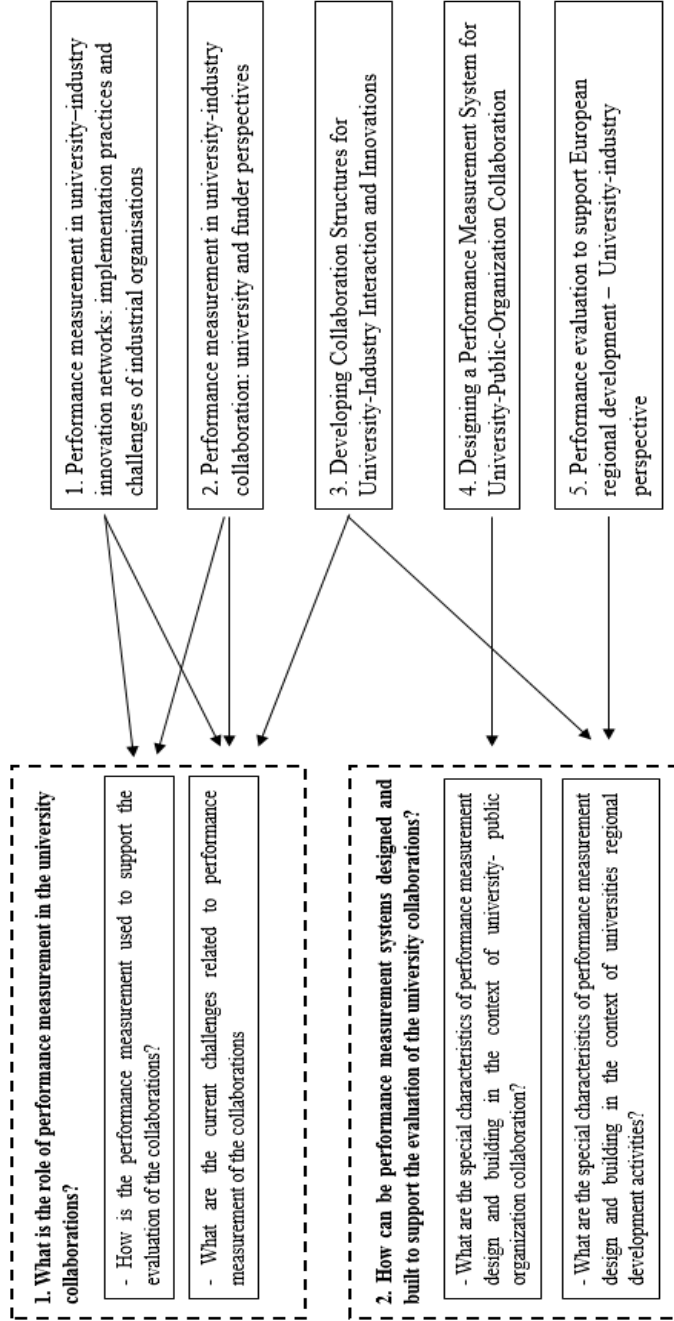 1. What is the role of performance measurement in the university
collaborations?
- How is the performance measurement used to support the
evaluation of the collaborations?
- What are the current challenges related to performance
measurement of the collaborations
2. How can be performance measurement systems designed and
built to support the evaluation of the university collaborations?
- What are the special characteristics of performance measurement
design and building in the context of university- public
organization collaboration?
- What are the special characteristics of performance measurement
design and building in the context of universities regional
development activities?
1. Performance measurement in university–industry
innovation networks: implementation practices and
challenges of industrial organisations
2. Performance measurement in university-industry
collaboration: university and funder perspectives
3. Developing Collaboration Structures for
University-Industry Interaction and Innovations
4. Designing a Performance Measurement System for
University-Public-Organization Collaboration
5. Performance evaluation to support European
regional development – University-industry
perspective